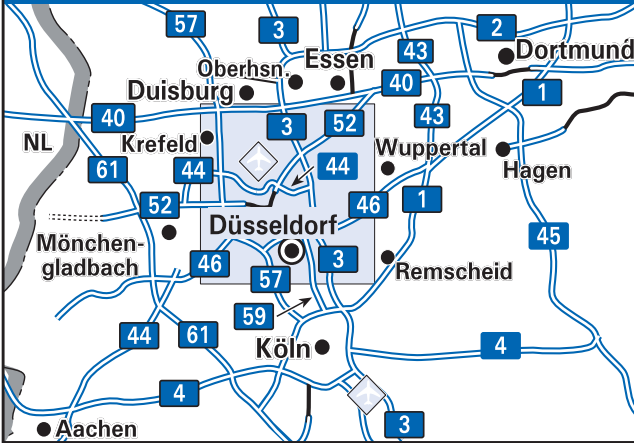 57
3
2
43
Dortmund
Essen
Oberhsn.
40
Duisburg
1
40
43
3
52
NL
Krefeld
Wuppertal
61
44
44
Hagen
52
46
1
Düsseldorf
45
Mönchen-
gladbach
46
3
57
Remscheid
59
44
61
Köln
4
4
3
Aachen